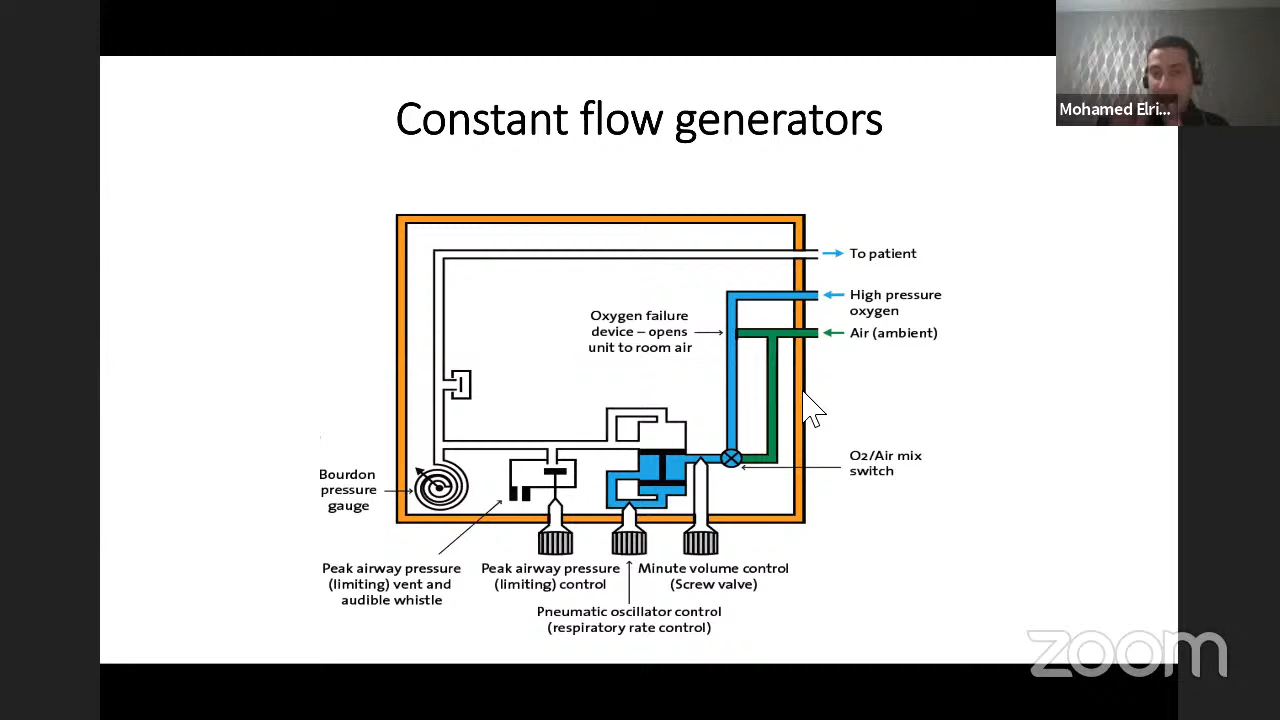 Mohamed Elri...
Constant flow generators
To patient
High pressure
oxygen
Air (ambient)
Oxygen failure
device – opens
unit to room air
O2/Air mix
switch
Bourdon
pressure
gauge
Peak airway pressure
(limiting) vent and
audible whistle
Peak airway pressure
(limiting) control
Minute volume control
(Screw valve)
Pneumatic oscillator control
(respiratory rate control)
zoom